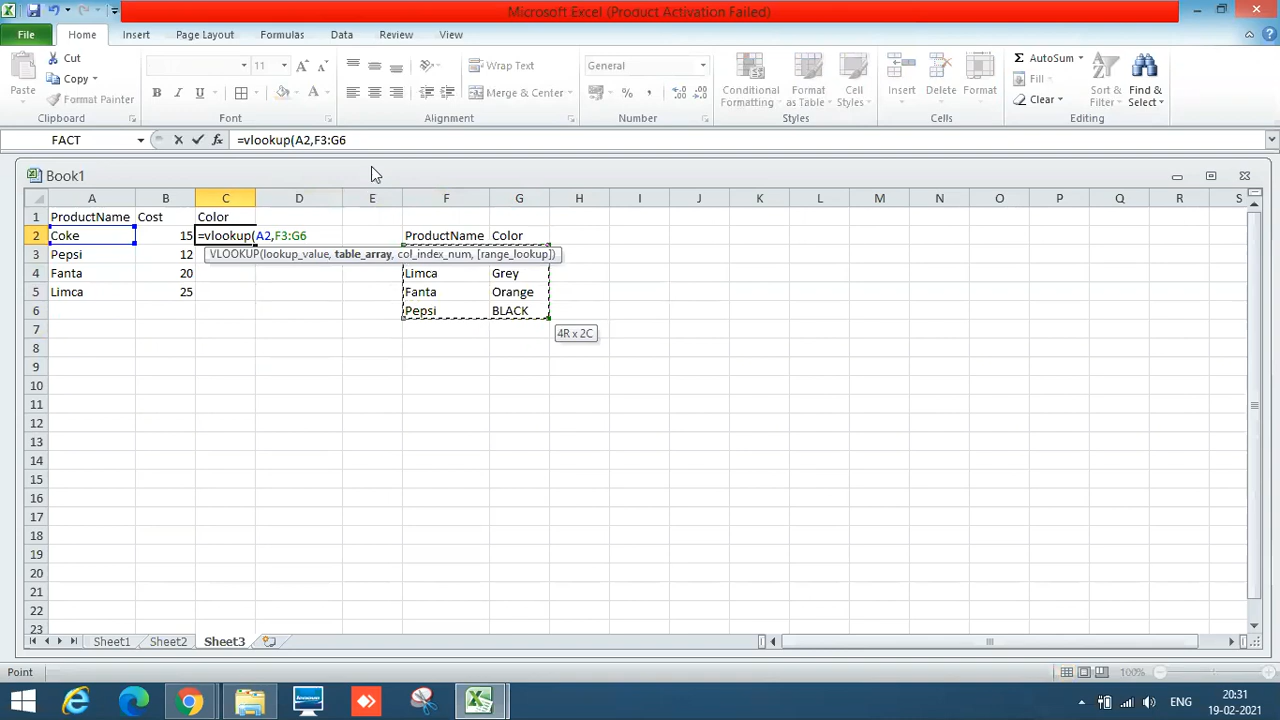 Microsoft Excel (Product Activation Failed)
File Home Insert Page Layout Formulas Data Review View
Cut
Copy
Format Painter
Paste
Clipboard
11
B I U A
Font
Wrap Text
Merge & Center
Alignment
General
%
Number
Conditional Formatting
Format as Table
Cell Styles
Styles
Insert Delete Format
Cells
AutoSum
Fill
Clear
Sort & Filter
Find & Select
Editing
FACT fx =vlookup(A2,F3:G6
Book1
A B C D E F G H I J K L M N O P Q R S
1 ProductName Cost Color
2 Coke 15 =vlookup(A2,F3:G6 ProductName Color
3 Pepsi 12 VLOOKUP(lookup_value, table_array, col_index_num, [range_lookup])
4 Fanta 20 Limca Grey
5 Limca 25 Fanta Orange
6 Pepsi BLACK
7 4R x 2C
8
9
10
11
12
13
14
15
16
17
18
19
20
21
22
23
Sheet1 Sheet2 Sheet3
Point 100%
ENG 20:31
19-02-2021